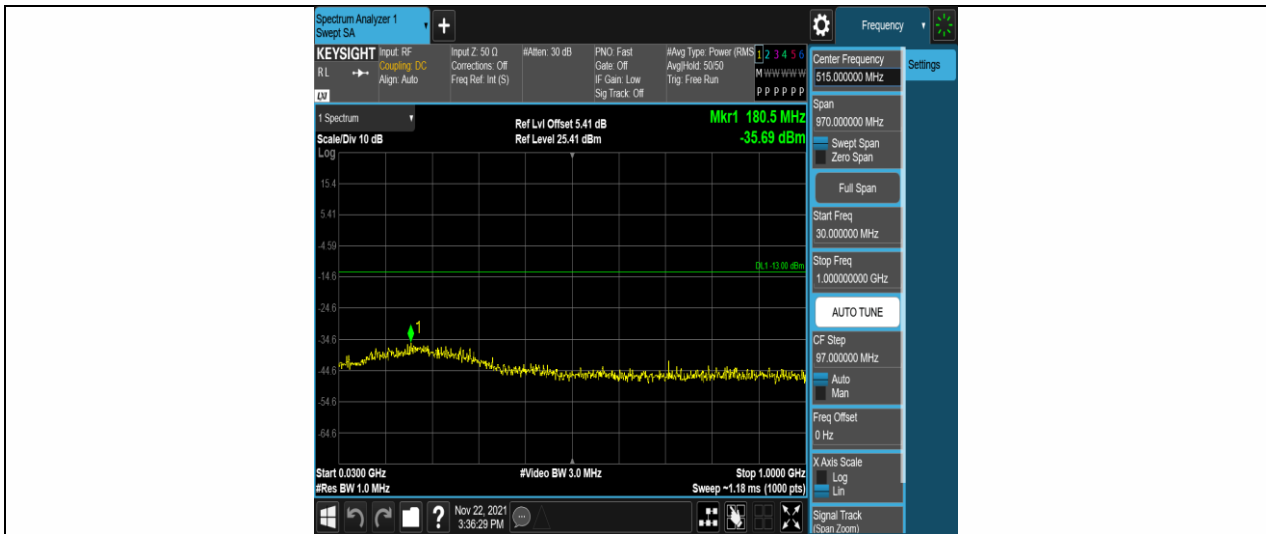 Spectrum Analyzer 1
Swept SA
+
Frequency
KEYSIGHT
RL
LXI
Input: RF
Coupling: DC
Align: Auto
Input Z: 50 Ω
Corrections: Off
Freq Ref: Int (S)
#Atten: 30 dB
PNO: Fast
Gate: Off
IF Gain: Low
Sig Track: Off
#Avg Type: Power (RMS
Avg|Hold: 50/50
Trig: Free Run
1 2 3 4 5 6
M W W W W W
P P P P P P
1 Spectrum
Scale/Div 10 dB
Log
Ref Lvl Offset 5.41 dB
Ref Level 25.41 dBm
Mkr1 180.5 MHz
-35.69 dBm
15.4
5.41
-4.59
DL1 -13.00 dBm
-14.6
-24.6
1
-34.6
-44.6
-54.6
-64.6
Start 0.0300 GHz
#Res BW 1.0 MHz
#Video BW 3.0 MHz
Stop 1.0000 GHz
Sweep ~1.18 ms (1000 pts)
?
Nov 22, 2021
3:36:29 PM
Center Frequency
515.000000 MHz
Settings
Span
970.000000 MHz
Swept Span
Zero Span
Full Span
Start Freq
30.000000 MHz
Stop Freq
1.000000000 GHz
AUTO TUNE
CF Step
97.000000 MHz
Auto
Man
Freq Offset
0 Hz
X Axis Scale
Log
Lin
Signal Track
(Span Zoom)